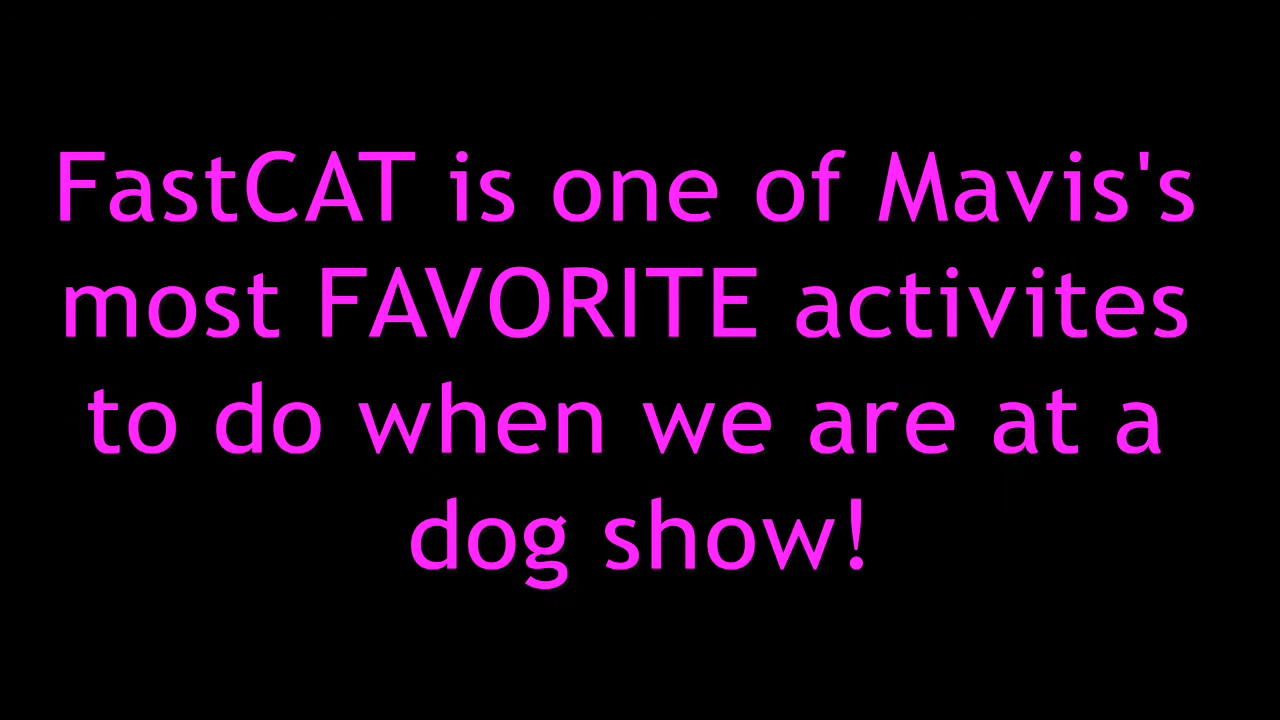 FastCAT is one of Mavis's
most FAVORITE activites
to do when we are at a
dog show!